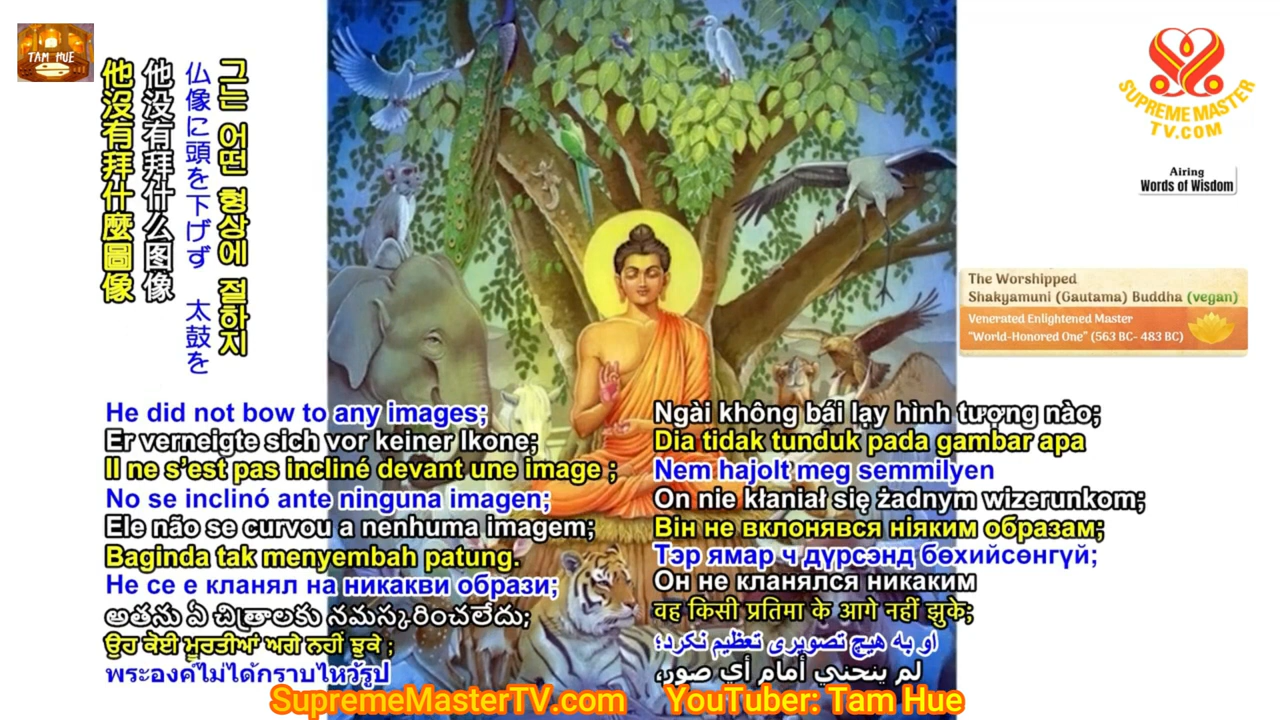 TAM HUE
他沒有拜什麼圖像
他没有拜什么图像
仏像に頭を下げず 太鼓を
그는 어떤 형상에 절하지
SUPREME MASTER
TV.COM
Airing
Words of Wisdom
The Worshipped
Shakyamuni (Gautama) Buddha (vegan)
Venerated Enlightened Master
“World-Honored One” (563 BC- 483 BC)
He did not bow to any images;
Er verneigte sich vor keiner Ikone;
Il ne s’est pas incliné devant une image ;
No se inclinó ante ninguna imagen;
Ele não se curvou a nenhuma imagem;
Baginda tak menyembah patung.
Не се е кланял на никакви образи;
అతను ఏ చిత్రాలకు నమస్కరించలేదు;
ਉਹ ਕੋਈ ਮੂਰਤੀਆਂ ਅਗੇ ਨਹੀਂ ਝੁਕੇ ;
พระองค์ไม่ได้กราบไหว้รูป
Ngài không bái lạy hình tượng nào;
Dia tidak tunduk pada gambar apa
Nem hajolt meg semmilyen
On nie kłaniał się żadnym wizerunkom;
Він не вклонявся ніяким образам;
Тэр ямар ч дүрсэнд бөхийсөнгүй;
Он не кланялся никаким
वह किसी प्रतिमा के आगे नहीं झुके;
او به هیچ تصویری تعظیم نکرد؛
لم ينحني أمام أي صور،
SupremeMasterTV.com YouTuber: Tam Hue